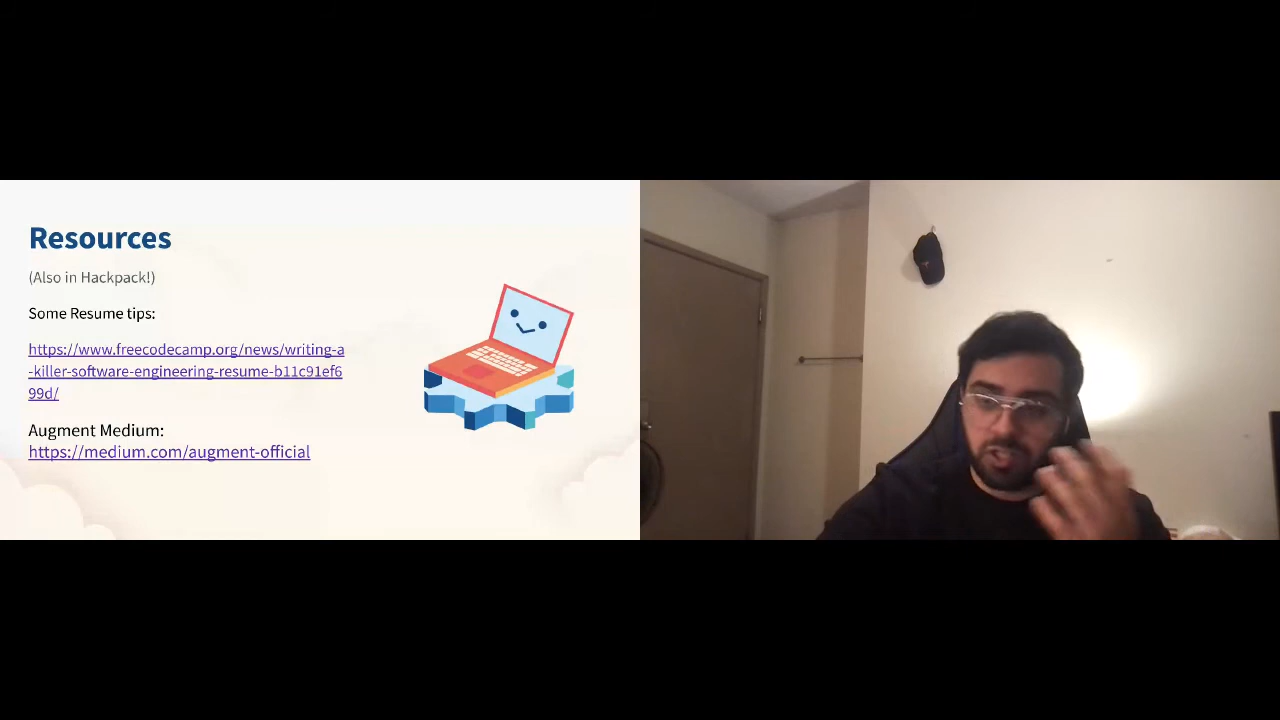 Resources
(Also in Hackpack!)
Some Resume tips:
https://www.freecodecamp.org/news/writing-a
-killer-software-engineering-resume-b11c91ef6
99d/
Augment Medium:
https://medium.com/augment-official